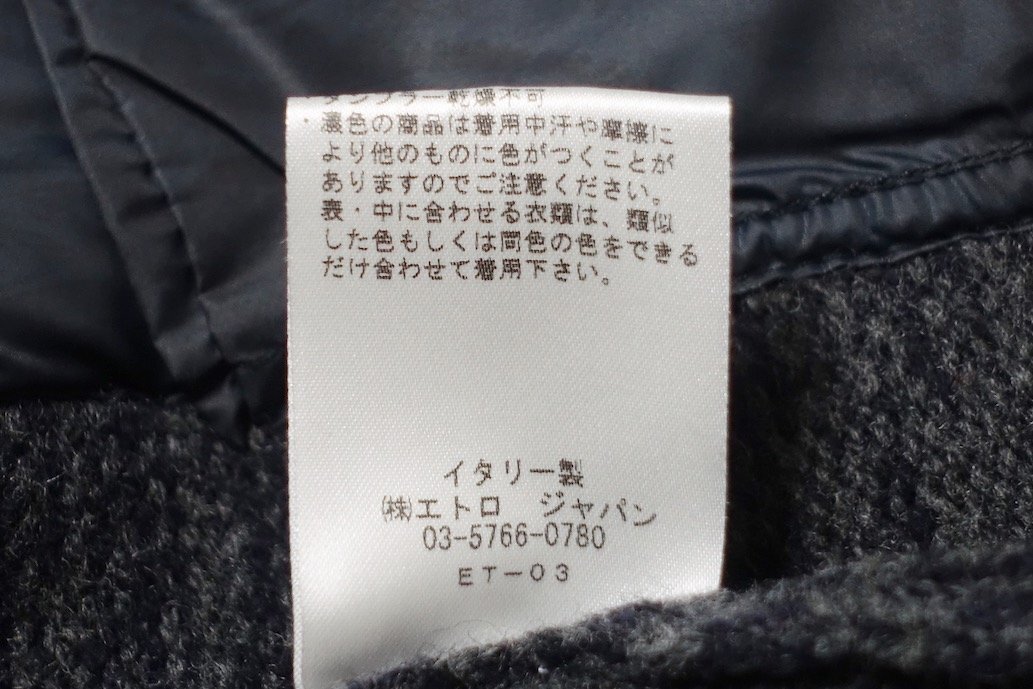 タンブラー乾燥不可
・濃色の商品は着用中汗や摩擦に
より他のものに色がつくことが
ありますのでご注意ください。
表・中に合わせる衣類は、類似
した色もしくは同色の色をできる
だけ合わせて着用下さい。
イタリー製
㈱エトロ ジャパン
03-5766-0780
ET-03